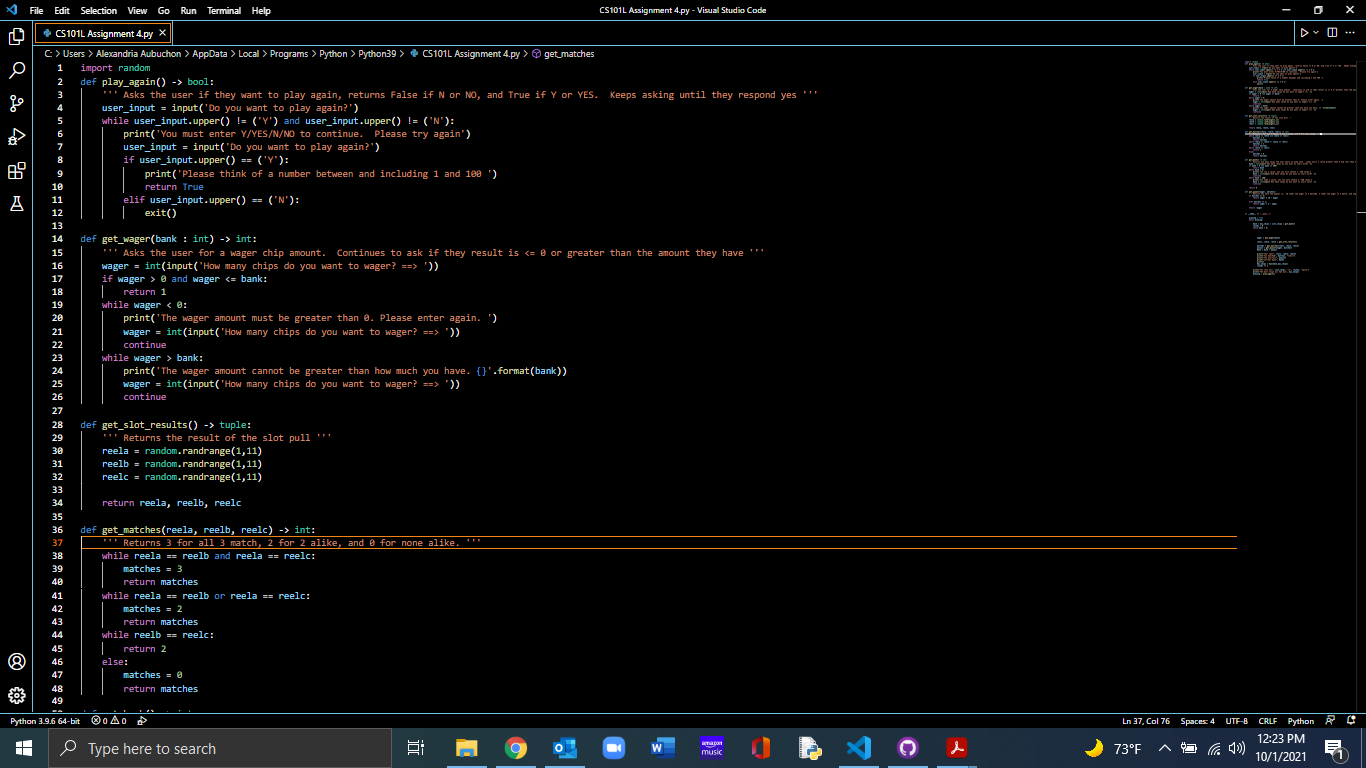 File Edit Selection View Go Run Terminal Help CS101L Assignment 4.py - Visual Studio Code
CS101L Assignment 4.py
C: > Users > Alexandria Aubuchon > AppData > Local > Programs > Python > Python39 > CS101L Assignment 4.py > get_matches
1 import random
2 def play_again() -> bool:
3 ''' Asks the user if they want to play again, returns False if N or NO, and True if Y or YES.  Keeps asking until they respond yes '''
4 user_input = input('Do you want to play again?')
5 while user_input.upper() != ('Y') and user_input.upper() != ('N'):
6 print('You must enter Y/YES/N/NO to continue.  Please try again')
7 user_input = input('Do you want to play again?')
8 if user_input.upper() == ('Y'):
9 print('Please think of a number between and including 1 and 100 ')
10 return True
11 elif user_input.upper() == ('N'):
12 exit()
13
14 def get_wager(bank : int) -> int:
15 ''' Asks the user for a wager chip amount.  Continues to ask if they result is <= 0 or greater than the amount they have '''
16 wager = int(input('How many chips do you want to wager? ==> '))
17 if wager > 0 and wager <= bank:
18 return 1
19 while wager < 0:
20 print('The wager amount must be greater than 0. Please enter again. ')
21 wager = int(input('How many chips do you want to wager? ==> '))
22 continue
23 while wager > bank:
24 print('The wager amount cannot be greater than how much you have. {}'.format(bank))
25 wager = int(input('How many chips do you want to wager? ==> '))
26 continue
27
28 def get_slot_results() -> tuple:
29 ''' Returns the result of the slot pull '''
30 reela = random.randrange(1,11)
31 reelb = random.randrange(1,11)
32 reelc = random.randrange(1,11)
33
34 return reela, reelb, reelc
35
36 def get_matches(reela, reelb, reelc) -> int:
37 ''' Returns 3 for all 3 match, 2 for 2 alike, and 0 for none alike. '''
38 while reela == reelb and reela == reelc:
39 matches = 3
40 return matches
41 while reela == reelb or reela == reelc:
42 matches = 2
43 return matches
44 while reelb == reelc:
45 return 2
46 else:
47 matches = 0
48 return matches
49
Python 3.9.6 64-bit 0 0 Ln 37, Col 76 Spaces: 4 UTF-8 CRLF Python
Type here to search amazon music 73°F 12:23 PM
10/1/2021 1